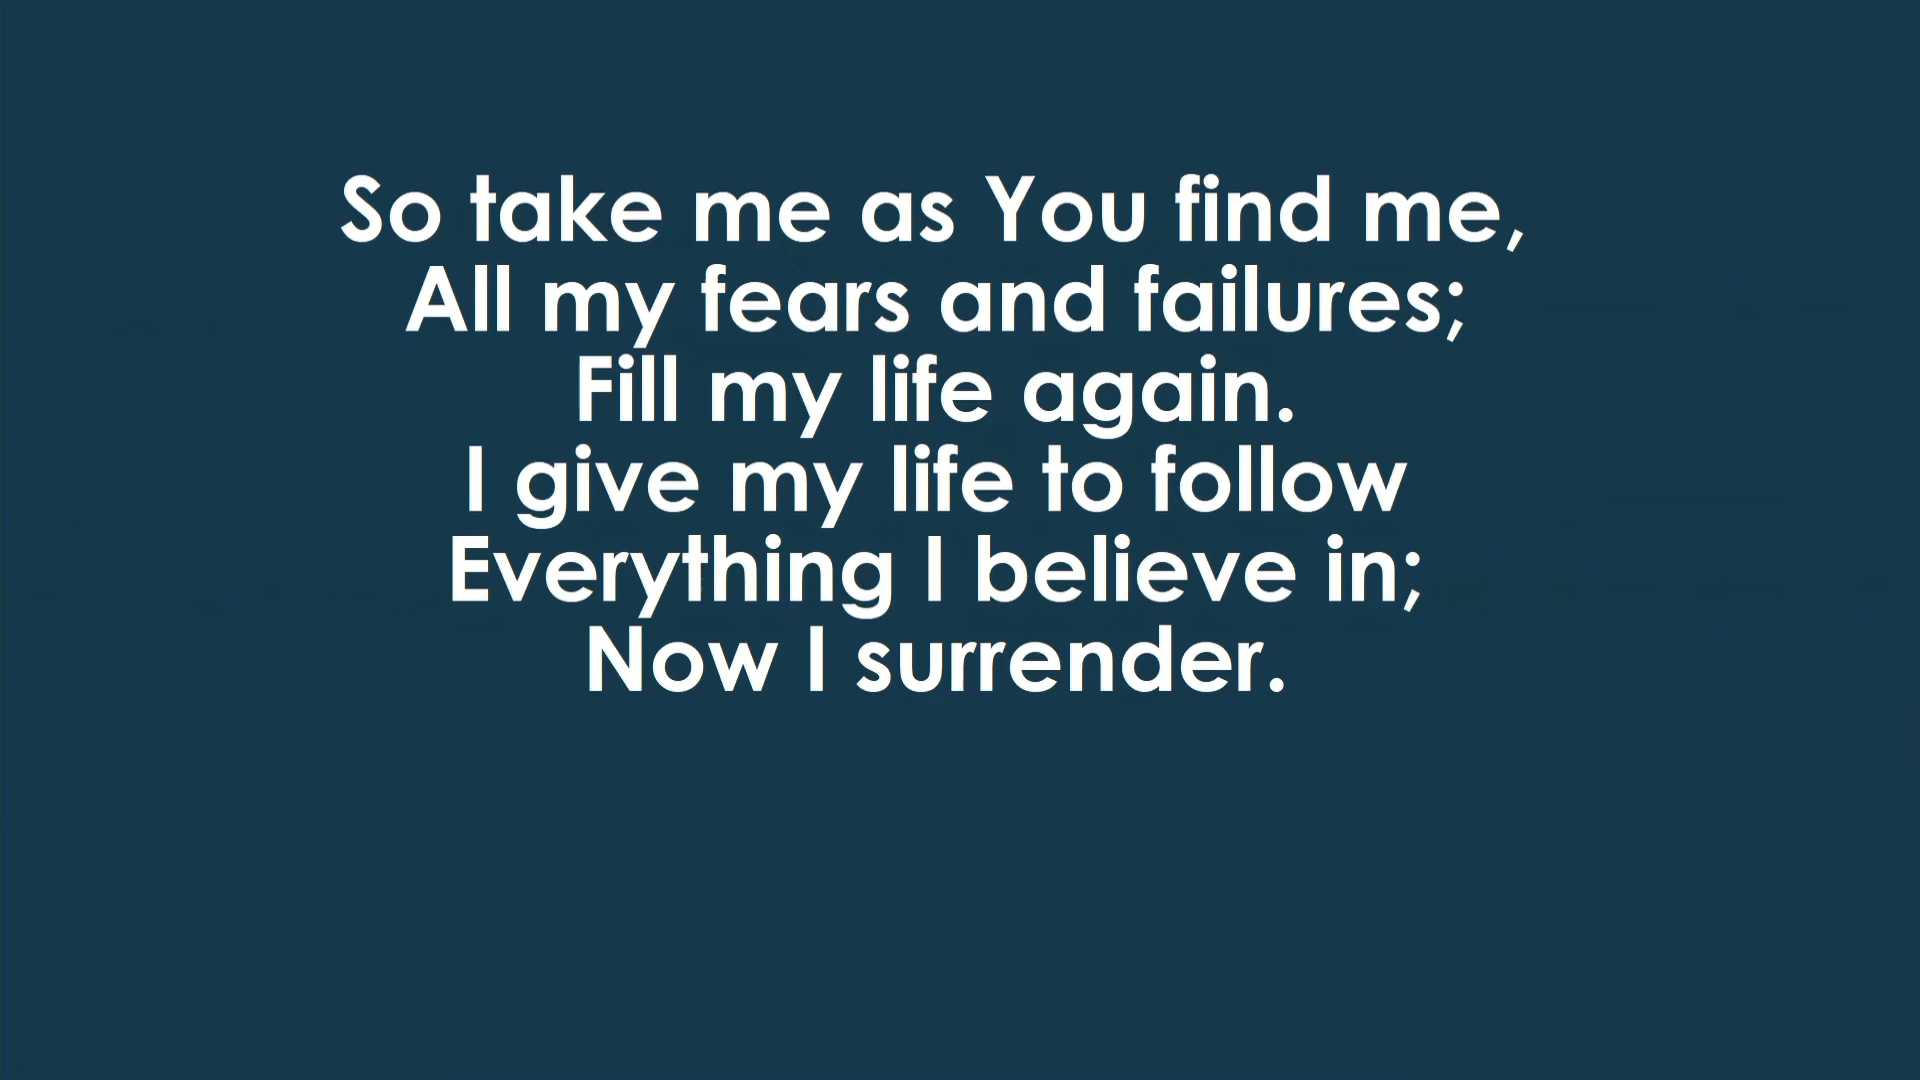 So take me as You find me,
All my fears and failures;
Fill my life again.
I give my life to follow
Everything I believe in;
Now I surrender.